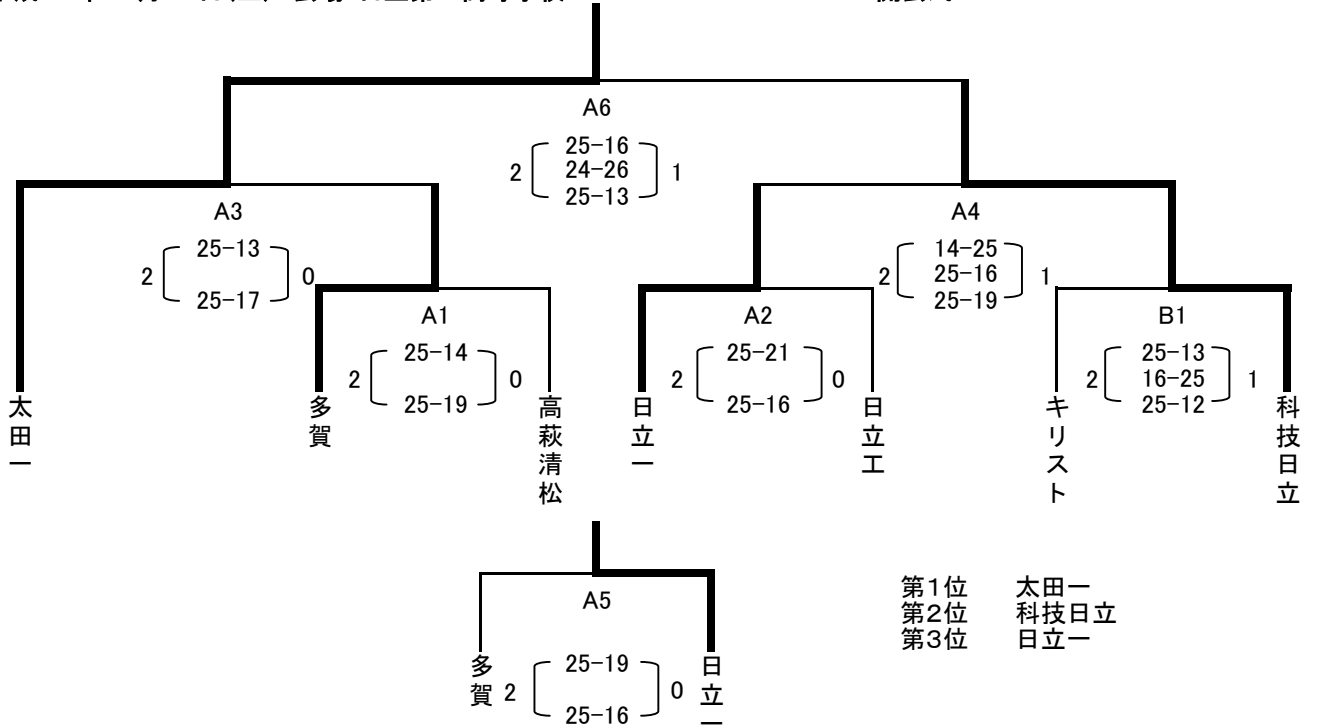 A6
25-16
2 24-26 1
25-13
A3
25-13
2 0
25-17
A4
14-25
2 25-16 1
25-19
A1
25-14
2 0
25-19
A2
25-21
2 0
25-16
B1
25-13
2 16-25 1
25-12
太田一
多賀
高萩清松
日立一
日立工
キリスト
科技日立
A5
25-19
2 0
25-16
多賀
日立一
第1位 太田一
第2位 科技日立
第3位 日立一